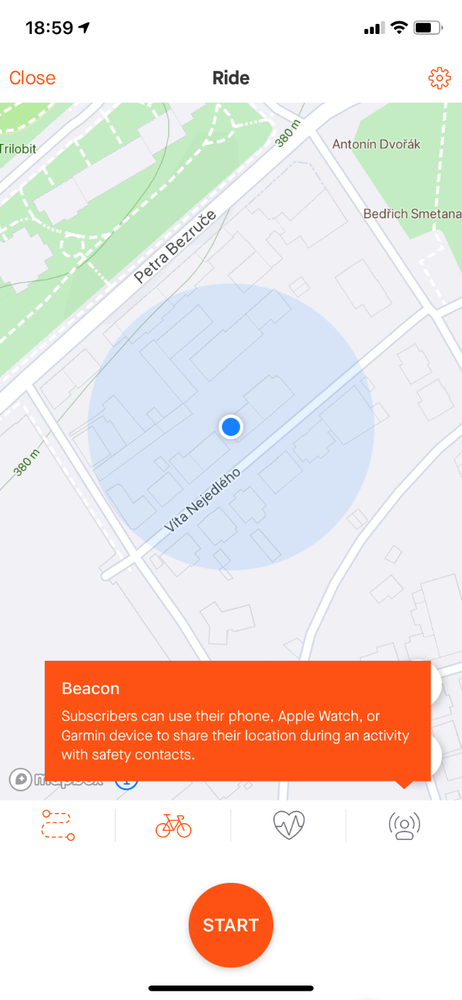 18:59
Close
Ride
Trilobit
380 m
Antonín Dvořák
Bedřich Smetana
Petra Bezruče
380 m
Víta Nejedlého
Beacon
Subscribers can use their phone, Apple Watch, or
Garmin device to share their location during an activity
with safety contacts.
mapbox
START